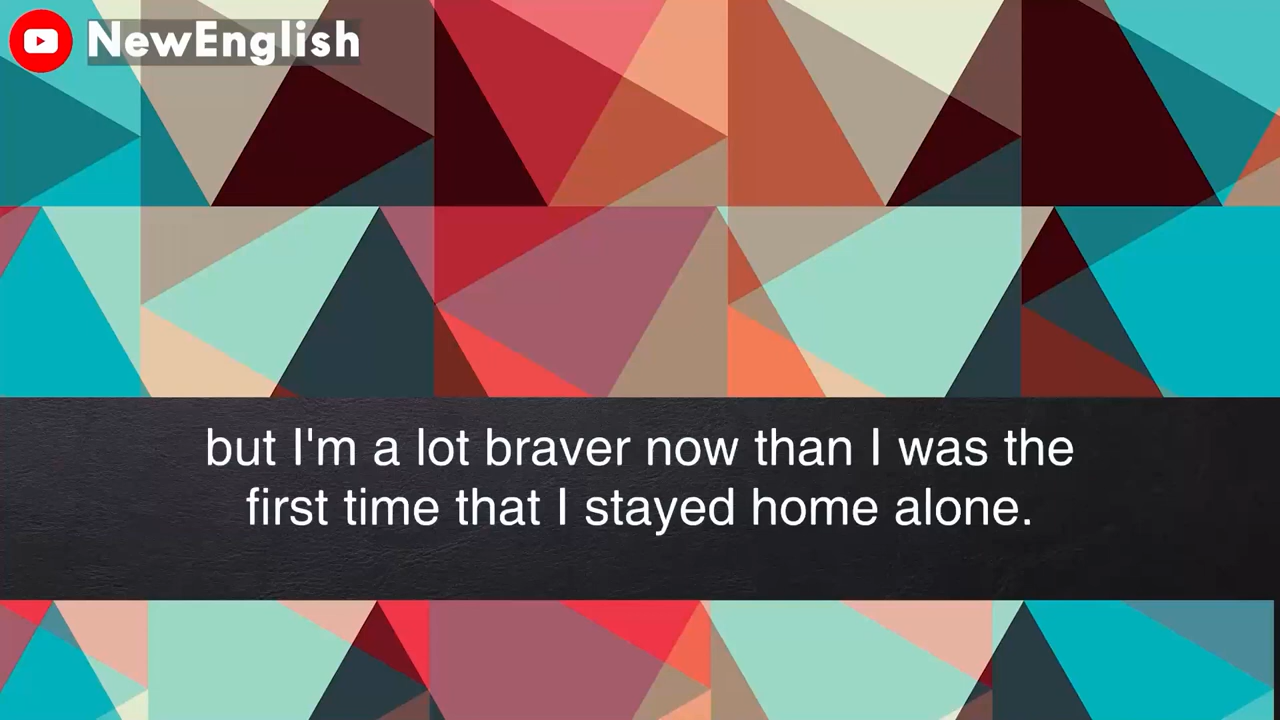 NewEnglish
but I'm a lot braver now than I was the
first time that I stayed home alone.